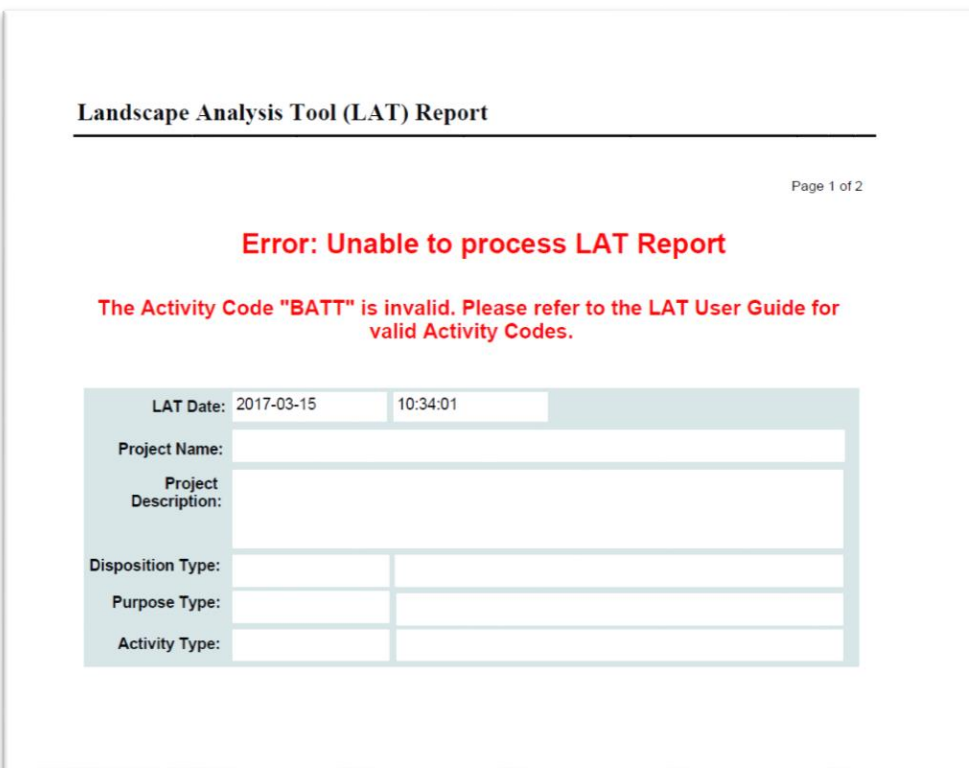 Landscape Analysis Tool (LAT) Report
Page 1 of 2
Error: Unable to process LAT Report
The Activity Code "BATT" is invalid. Please refer to the LAT User Guide for
valid Activity Codes.
LAT Date: 2017-03-15 10:34:01
Project Name:
Project
Description:
Disposition Type:
Purpose Type:
Activity Type: